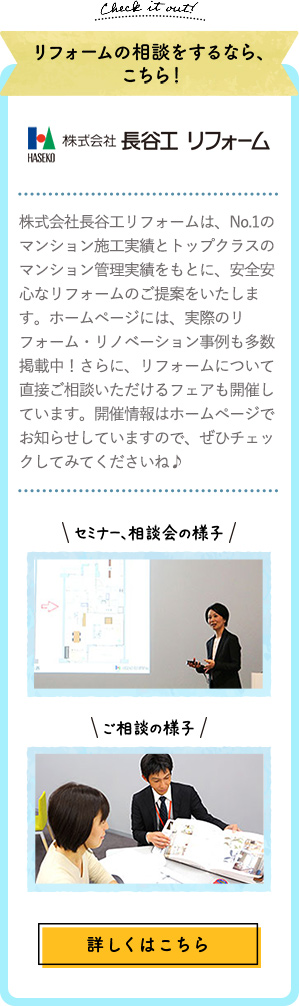 Check it out!
リフォームの相談をするなら、
こちら！
HASEKO
株式会社 長谷工 リフォーム
株式会社長谷工リフォームは、No.1の
マンション施工実績とトップクラスの
マンション管理実績をもとに、安全安
心なリフォームのご提案をいたしま
す。ホームページには、実際のリ
フォーム・リノベーション事例も多数
掲載中！さらに、リフォームについて
直接ご相談いただけるフェアも開催し
ています。開催情報はホームページで
お知らせしていますので、ぜひチェッ
クしてみてくださいね♪
\ セミナー、相談会の様子 /
\ ご相談の様子 /
詳しくはこちら